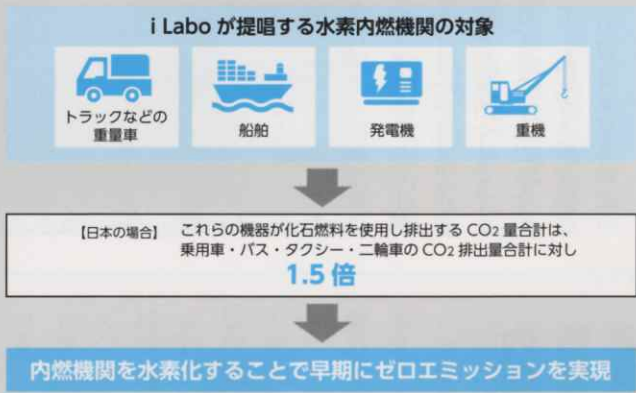 i Labo が提唱する水素内燃機関の対象
トラックなどの
重量車
船舶
発電機
重機
【日本の場合】 これらの機器が化石燃料を使用し排出する CO2 量合計は、
乗用車・バス・タクシー・二輪車の CO2 排出量合計に対し
1.5 倍
内燃機関を水素化することで早期にゼロエミッションを実現